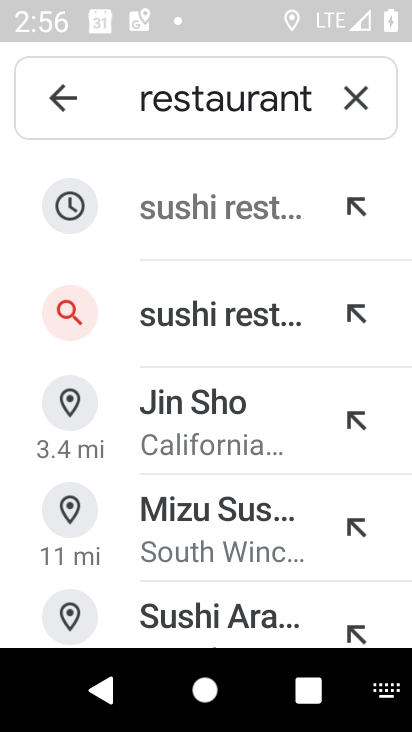 2:56 31 G LTE
restaurant
sushi rest...
sushi rest...
Jin Sho
3.4 mi California...
Mizu Sus...
11 mi South Winc...
Sushi Ara...